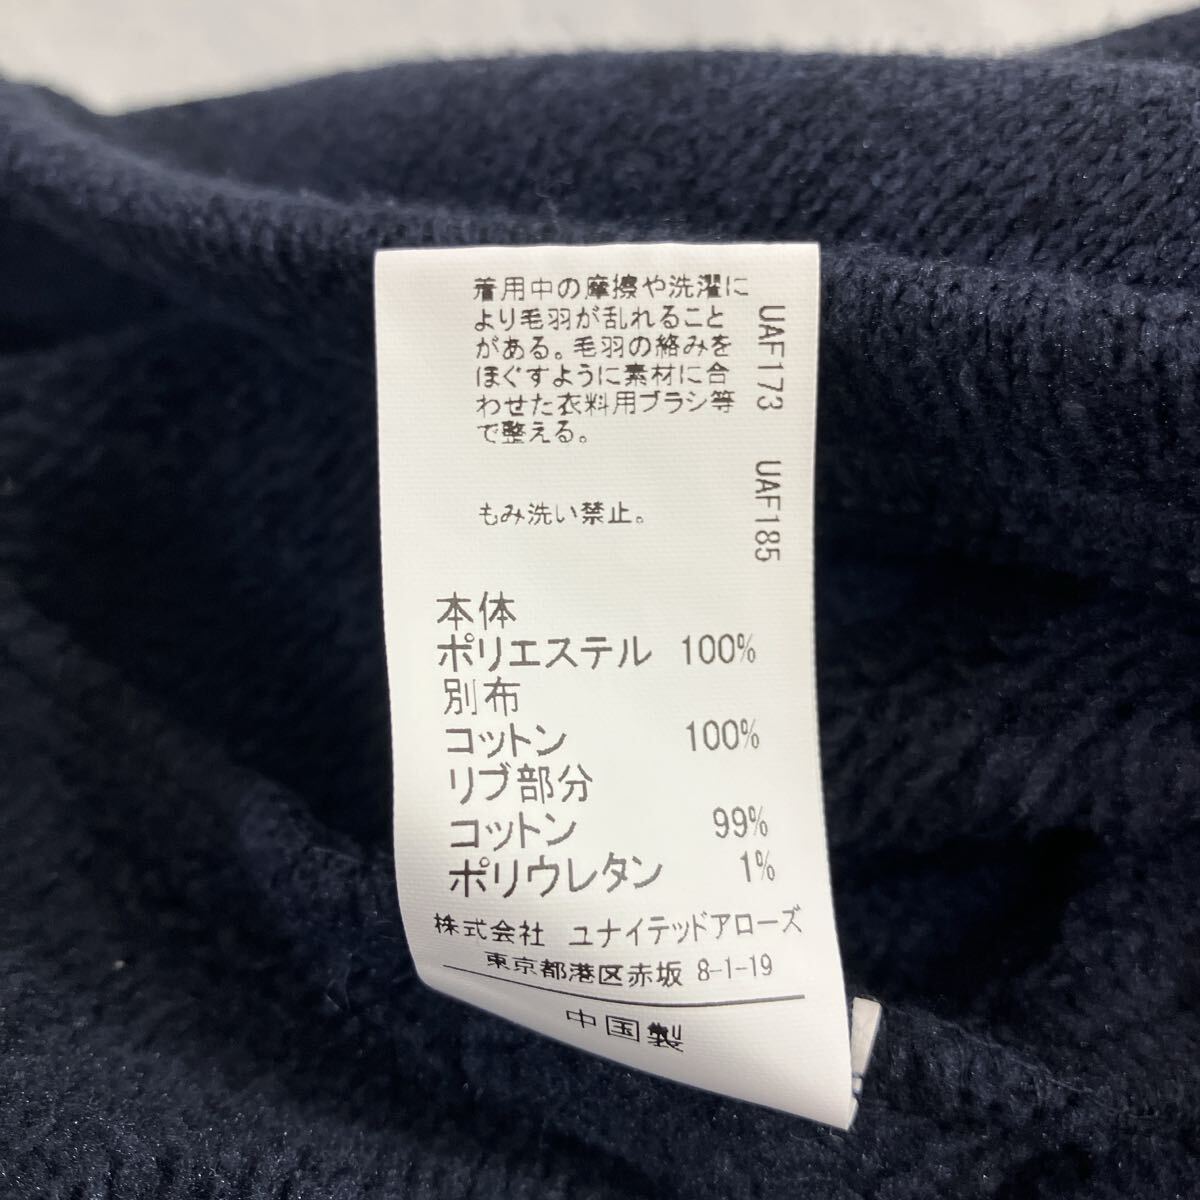 着用中の摩擦や洗濯に
より毛羽が乱れること
がある。毛羽の絡みを
ほぐすように素材に合
わせた衣料用ブラシ等
で整える。
もみ洗い禁止。
UAF173 UAF185
本体
ポリエステル 100%
別布
コットン 100%
リブ部分
コットン 99%
ポリウレタン 1%
株式会社 ユナイテッドアローズ
東京都港区赤坂 8-1-19
中国製